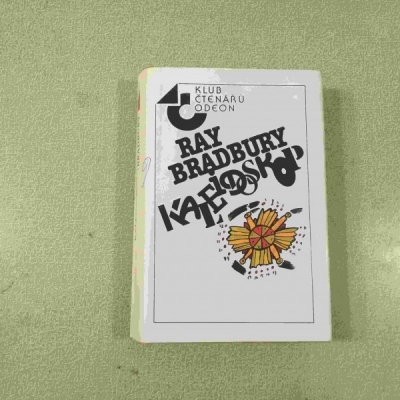 KLUB
ČTENÁŘŮ
ODEON
RAY
BRADBURY
KALEIDOSKOP